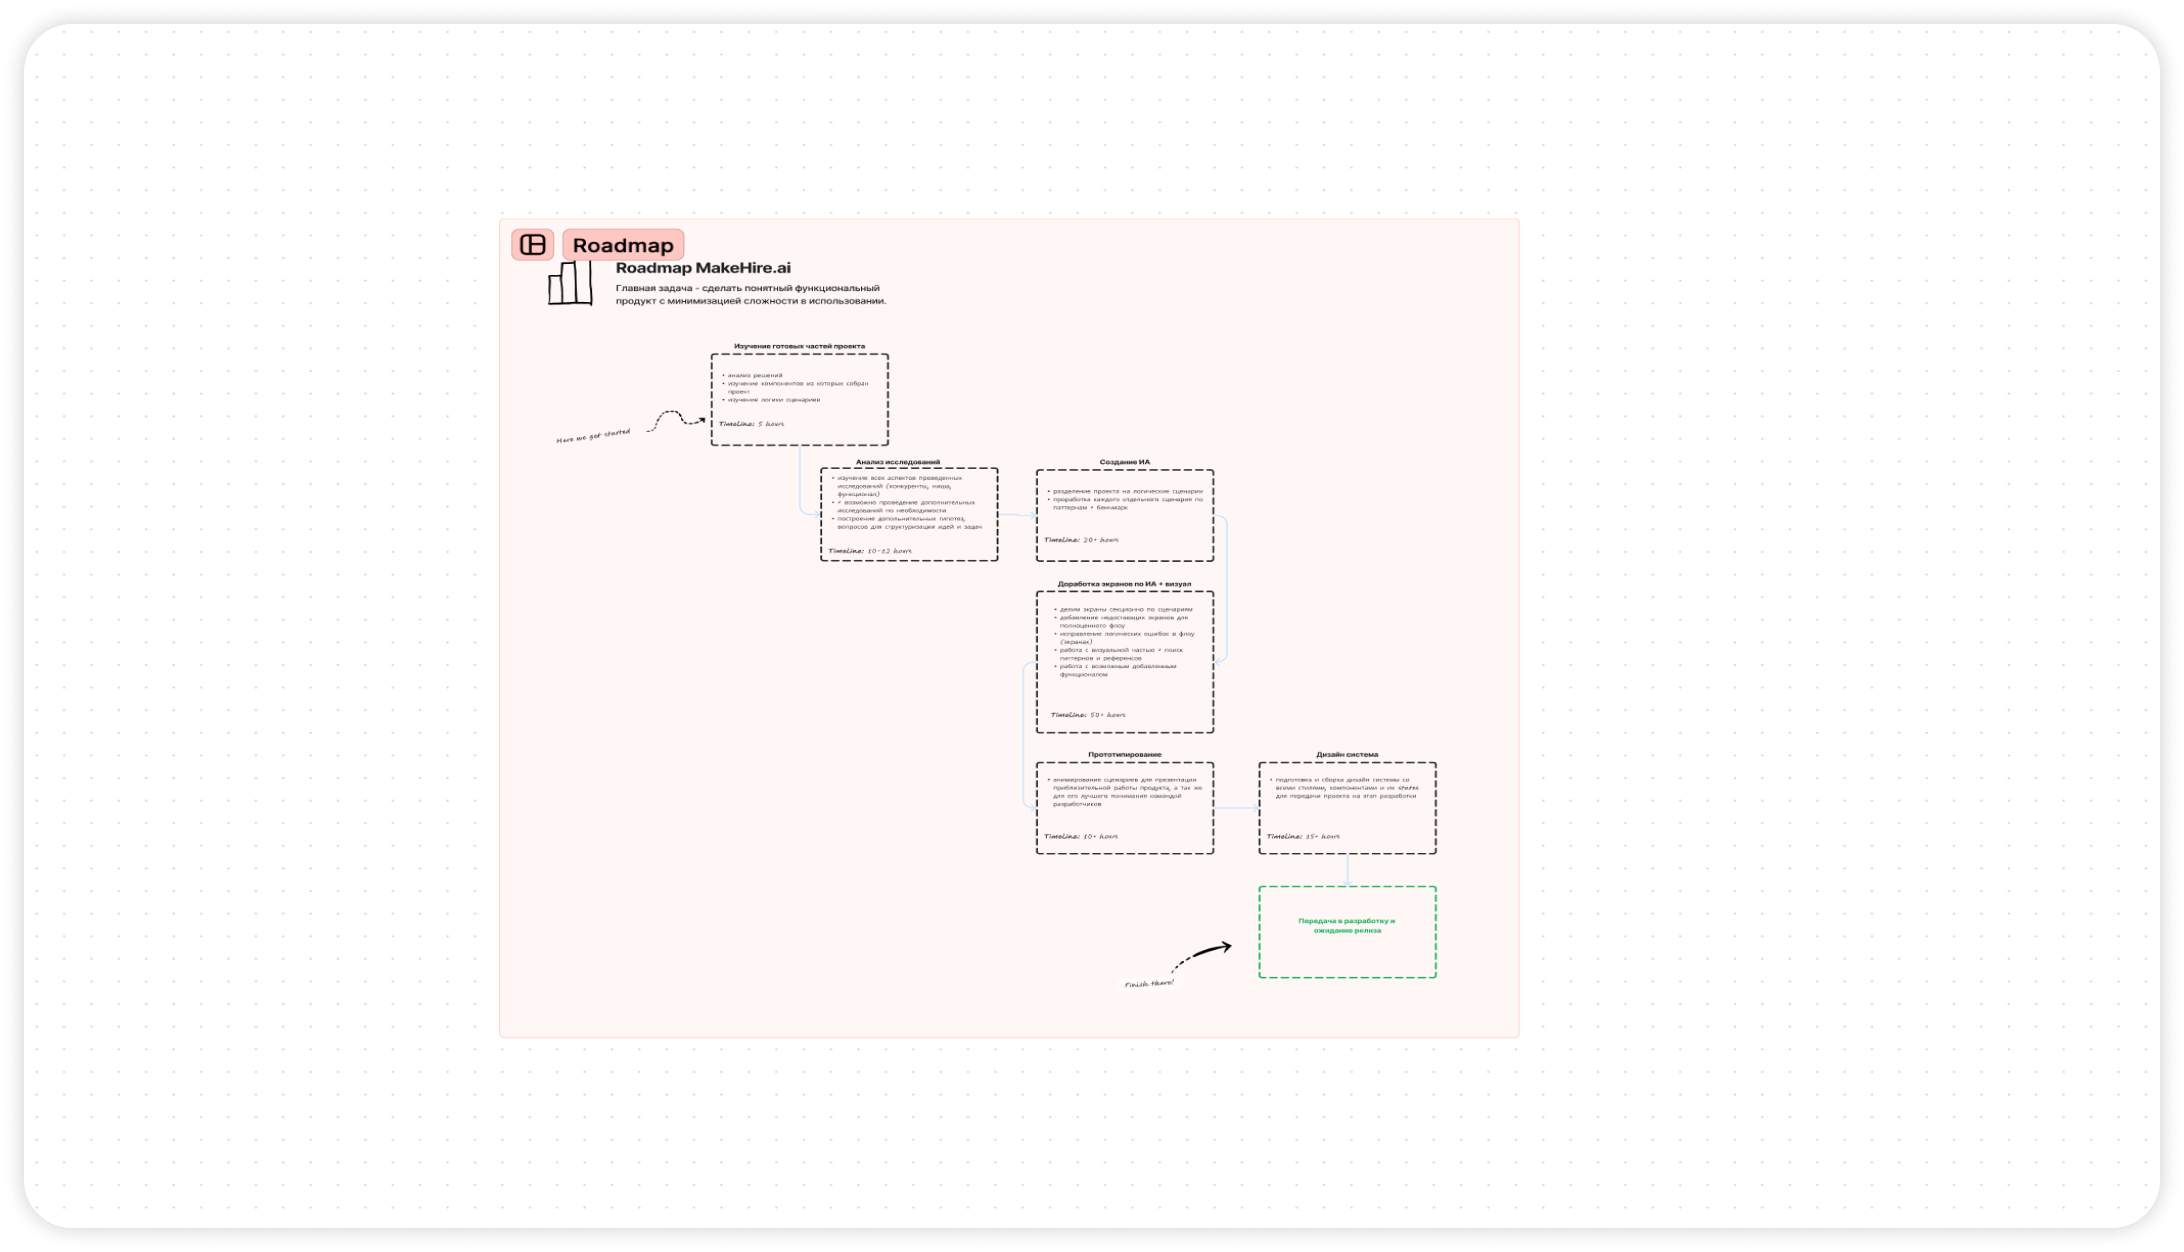 Roadmap
Roadmap MakeHire.ai
Главная задача - сделать понятный функциональный
продукт с минимизацией сложности в использовании.
Изучение готовых частей проекта
• анализ решений
• изучение компонентов из которых собран
проект
• изучение логики сценариев
Timeline: 5 hours
Here we get started
Анализ исследований
• изучение всех аспектов проведенных
исследований (конкуренты, ниша,
функционал)
• + возможно проведение дополнительных
исследований по необходимости
• построение дополнительных гипотез,
вопросов для структуризации идей и задач
Timeline: 10-12 hours
Создание ИА
• разделение проекта на логические сценарии
• проработка каждого отдельного сценария по
паттернам + бенчмарк
Timeline: 20+ hours
Доработка экранов по ИА + визуал
• делим экраны секционно по сценариям
• добавление недостающих экранов для
полноценного флоу
• исправление логических ошибок в флоу
(экранах)
• работа с визуальной частью + поиск
паттернов и референсов
• работа с возможным добавленным
функционалом
Timeline: 50+ hours
Прототипирование
• анимирование сценариев для презентации
приблизительной работы продукта, а так же
для его лучшего понимания командой
разработчиков
Timeline: 10+ hours
Дизайн система
• подготовка и сборка дизайн системы со
всеми стилями, компонентами и их states
для передачи проекта на этап разработки
Timeline: 15+ hours
Передача в разработку и
ожидание релиза
Finish there!